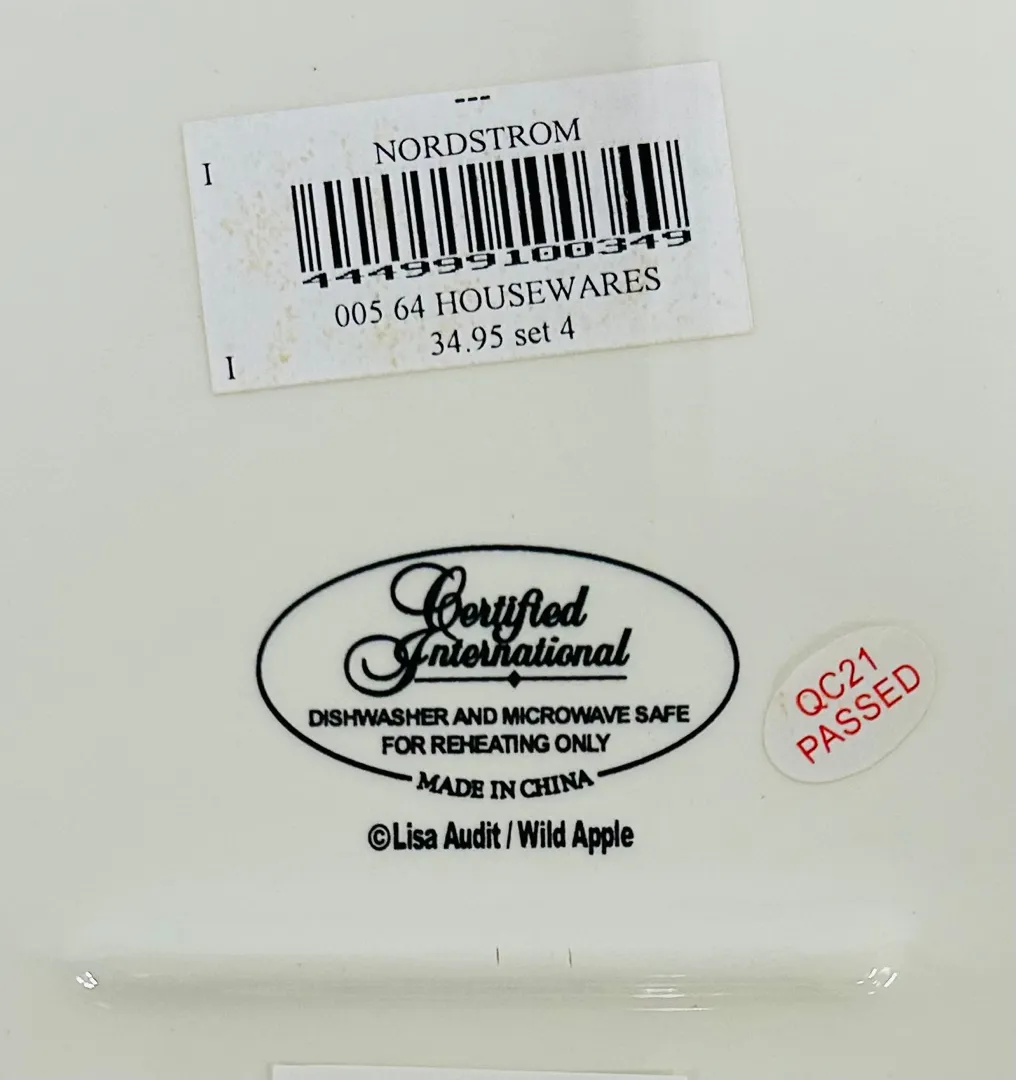 ---
NORDSTROM
I
444999100349
005 64 HOUSEWARES
34.95 set 4
I
Certified
International
DISHWASHER AND MICROWAVE SAFE
FOR REHEATING ONLY
MADE IN CHINA
©Lisa Audit / Wild Apple
QC21
PASSED